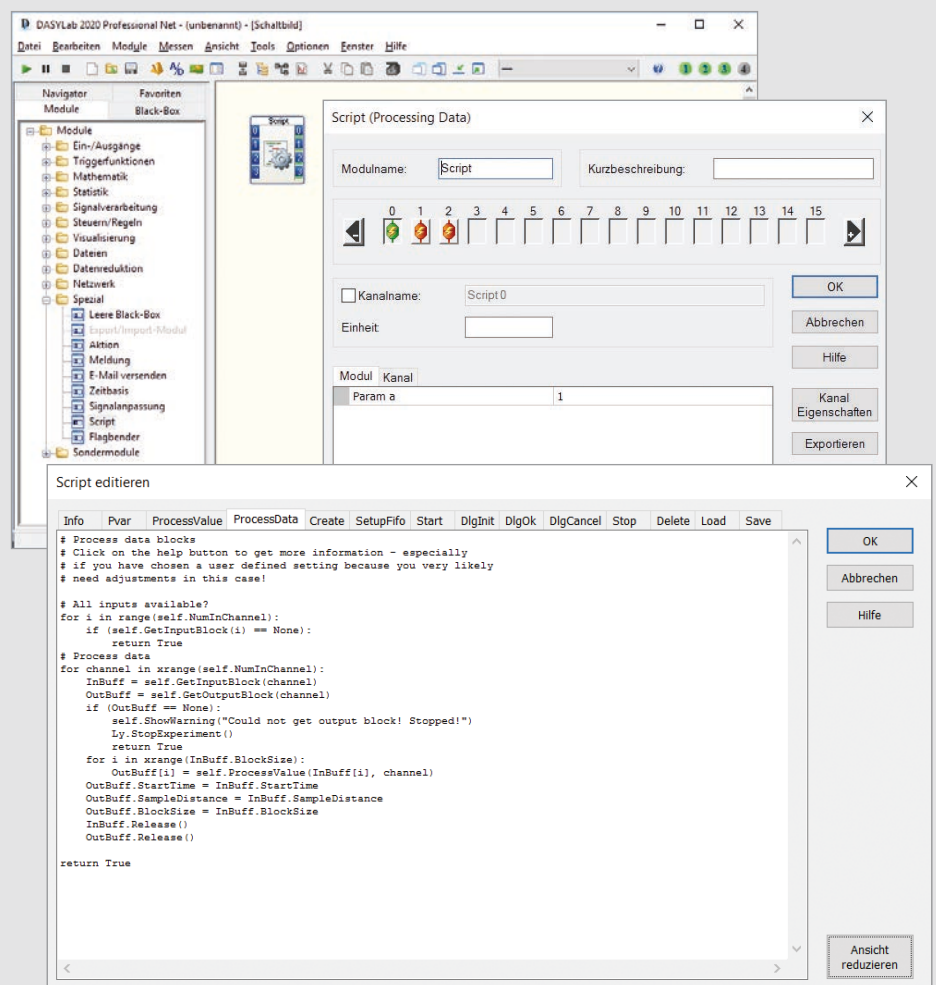 DASYLab 2020 Professional Net - (unbenannt) - [Schaltbild]
Datei Bearbeiten Module Messen Ansicht Tools Optionen Fenster Hilfe
1 2 3 4
Navigator Favoriten
Module Black-Box
Module
Ein-/Ausgänge
Triggerfunktionen
Mathematik
Statistik
Signalverarbeitung
Steuern/Regeln
Visualisierung
Dateien
Datenreduktion
Netzwerk
Spezial
Leere Black-Box
Export/Import-Modul
Aktion
Meldung
E-Mail versenden
Zeitbasis
Signalanpassung
Script
Flagbender
Sondermodule
Script
Script (Processing Data)
Modulname: Script Kurzbeschreibung:
0 1 2 3 4 5 6 7 8 9 10 11 12 13 14 15
Kanalname: Script 0
Einheit:
OK
Abbrechen
Hilfe
Kanal
Eigenschaften
Exportieren
Modul Kanal
Param a 1
Script editieren
Info Pvar ProcessValue ProcessData Create SetupFifo Start DlgInit DlgOk DlgCancel Stop Delete Load Save
# Process data blocks
# Click on the help button to get more information - especially
# if you have chosen a user defined setting because you very likely
# need adjustments in this case!
# All inputs available?
for i in range(self.NumInChannel):
if (self.GetInputBlock(i) == None):
return True
# Process data
for channel in xrange(self.NumInChannel):
InBuff = self.GetInputBlock(channel)
OutBuff = self.GetOutputBlock(channel)
if (OutBuff == None):
self.ShowWarning("Could not get output block! Stopped!")
Ly.StopExperiment()
return True
for i in xrange(InBuff.BlockSize):
OutBuff[i] = self.ProcessValue(InBuff[i], channel)
OutBuff.StartTime = InBuff.StartTime
OutBuff.SampleDistance = InBuff.SampleDistance
OutBuff.BlockSize = InBuff.BlockSize
InBuff.Release()
OutBuff.Release()
return True
OK
Abbrechen
Hilfe
Ansicht
reduzieren